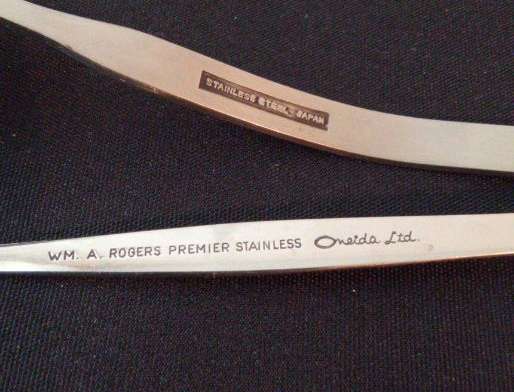 STAINLESS STEEL JAPAN
WM. A. ROGERS PREMIER STAINLESS Oneida Ltd.